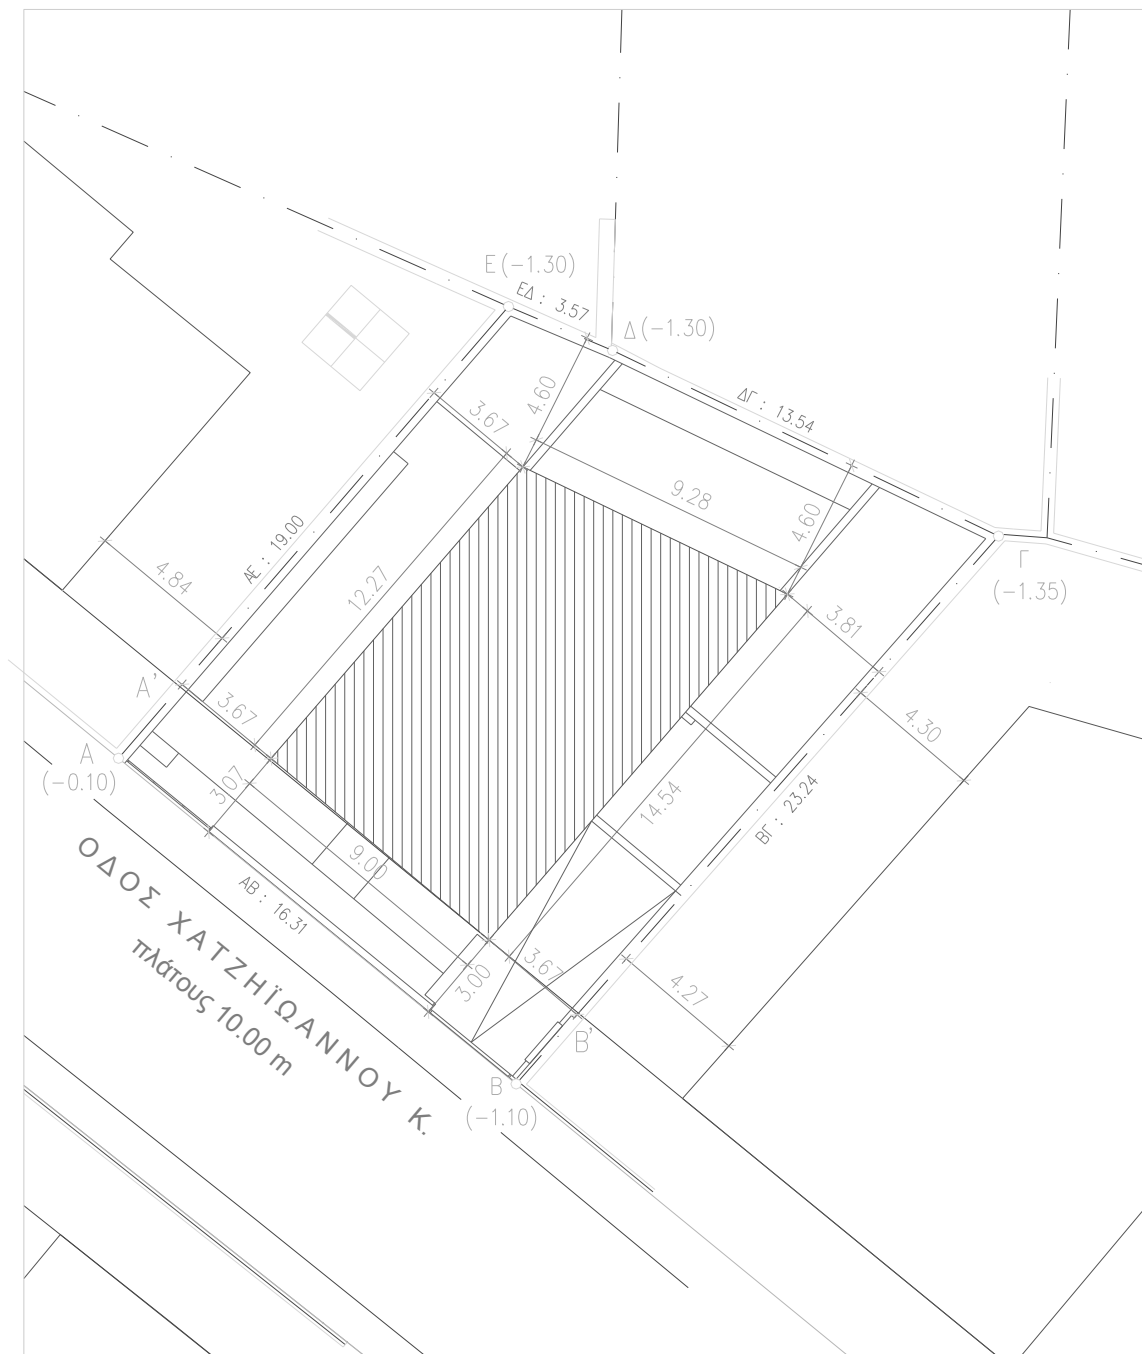 Ε(-1.30)
ΕΔ : 3.57
Δ(-1.30)
4.60
ΔΓ : 13.54
3.67
9.28
4.60
ΑΕ : 19.00
4.84
12.27
Γ
(-1.35)
3.81
Α'
3.67
4.30
Α
(-0.10)
3.07
14.54
ΒΓ : 23.24
9.00
ΑΒ : 16.31
ΟΔΟΣ ΧΑΤΖΗΪΩΑΝΝΟΥ Κ.
πλάτους 10.00 m
3.00
3.67
4.27
Β'
Β
(-1.10)